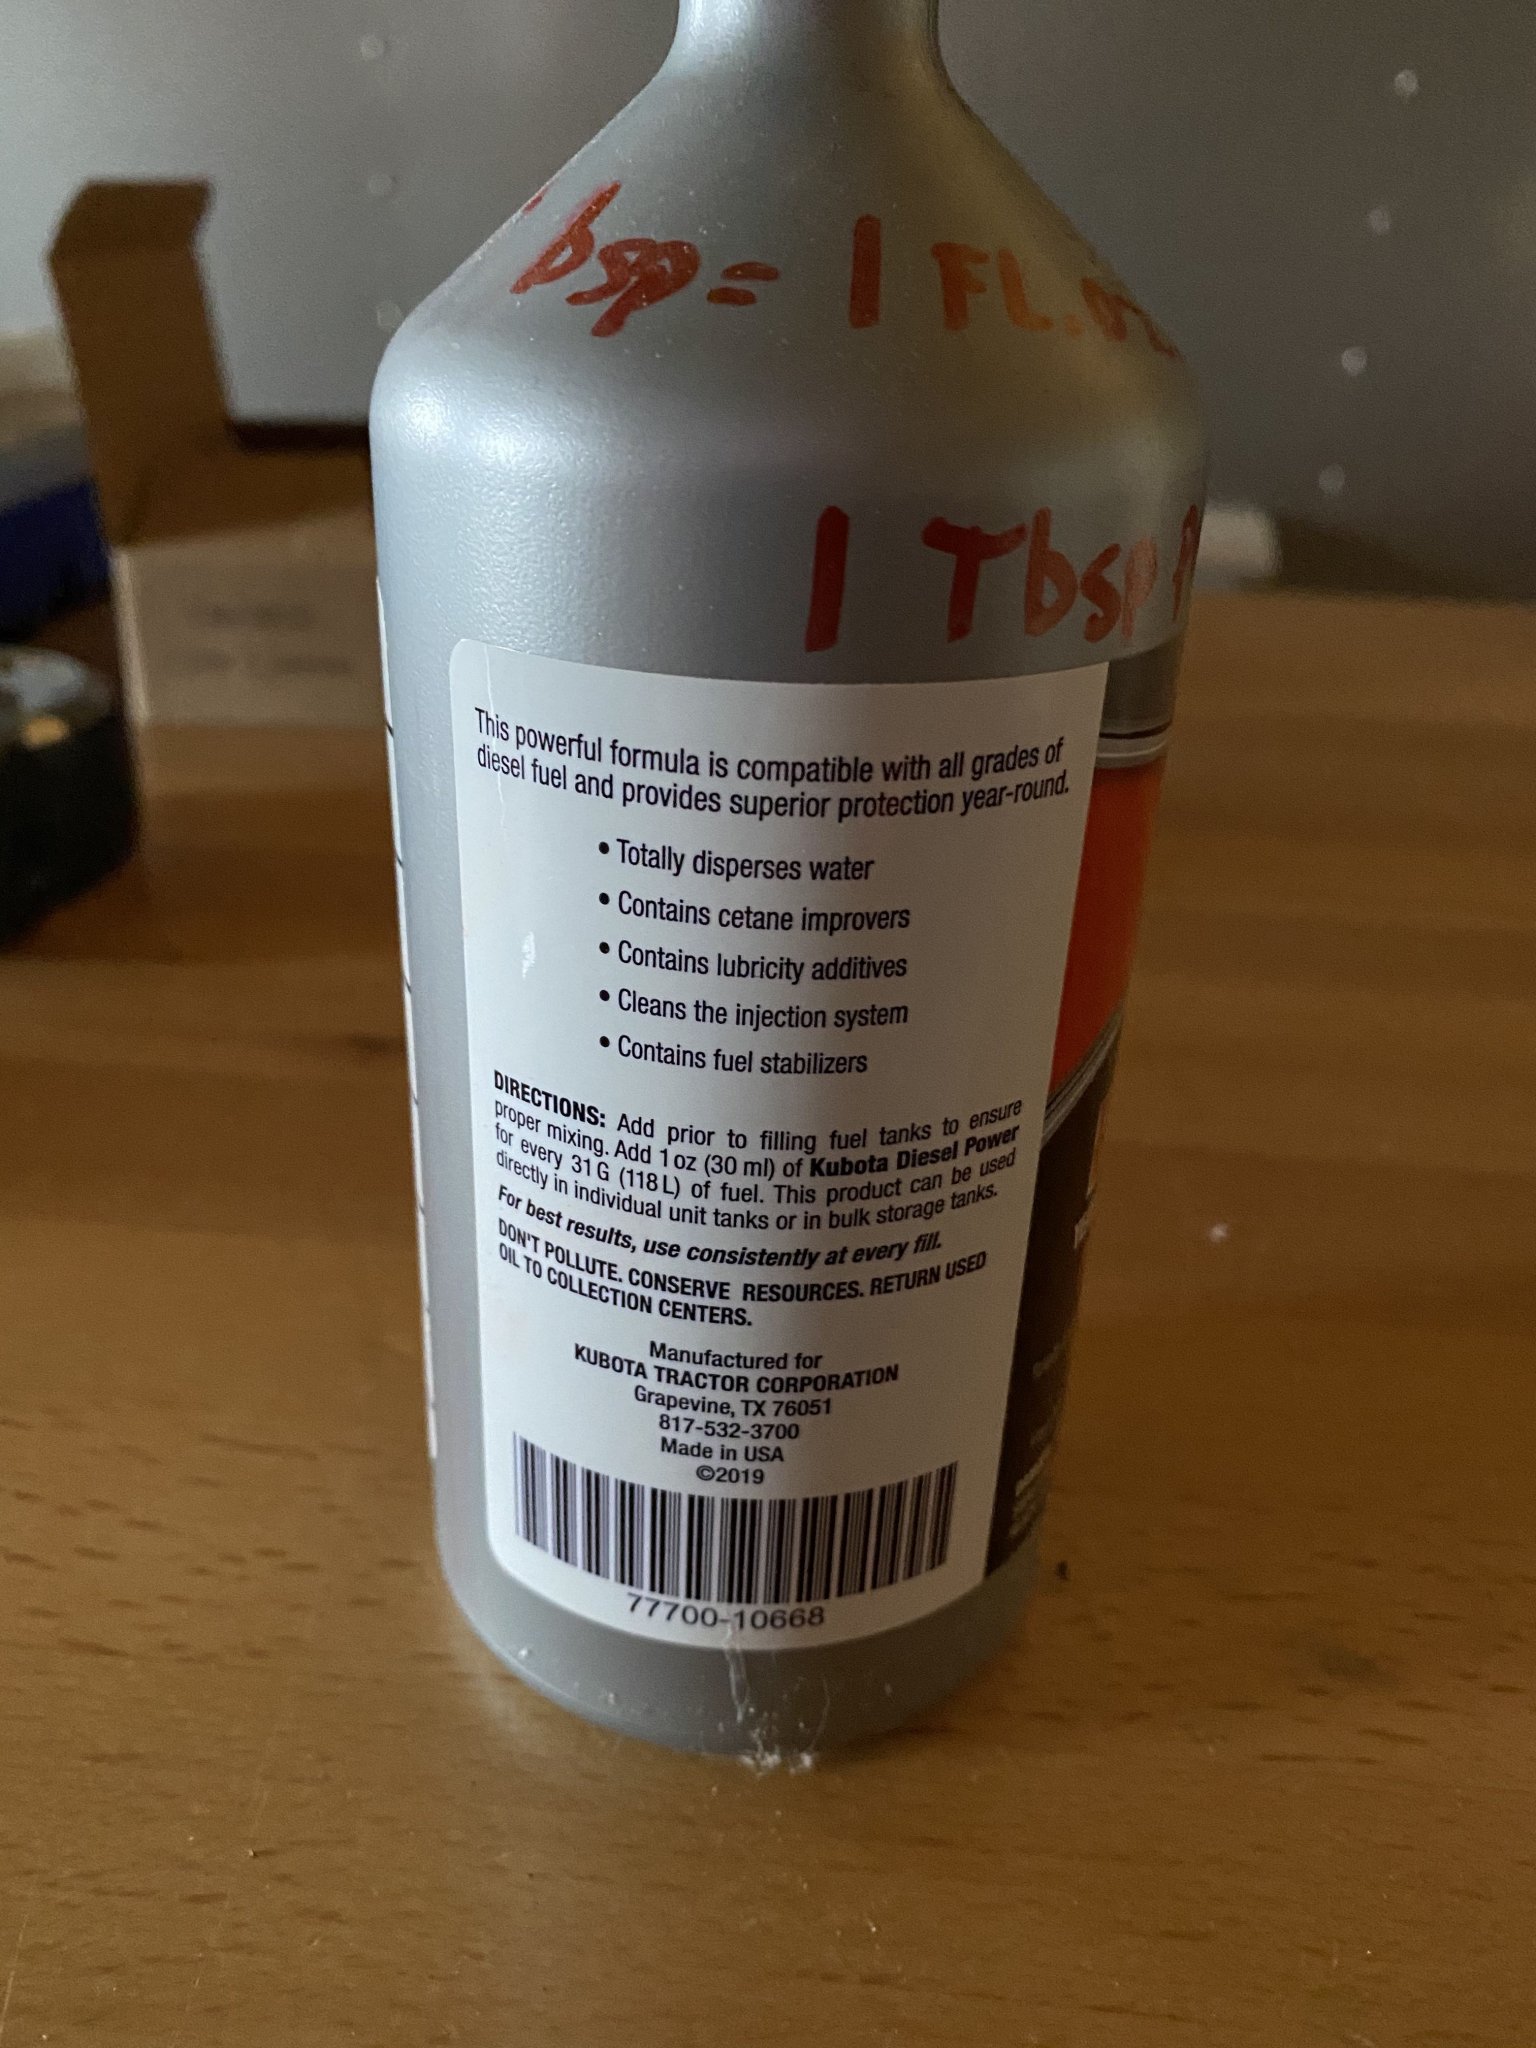 bsp = 1 FL.OZ.
1 Tbsp
This powerful formula is compatible with all grades of
diesel fuel and provides superior protection year-round.
• Totally disperses water
• Contains cetane improvers
• Contains lubricity additives
• Cleans the injection system
• Contains fuel stabilizers
DIRECTIONS: Add prior to filling fuel tanks to ensure
proper mixing. Add 1 oz (30 ml) of Kubota Diesel Power
for every 31 G (118 L) of fuel. This product can be used
directly in individual unit tanks or in bulk storage tanks.
For best results, use consistently at every fill.
DON'T POLLUTE. CONSERVE RESOURCES. RETURN USED
OIL TO COLLECTION CENTERS.
Manufactured for
KUBOTA TRACTOR CORPORATION
Grapevine, TX 76051
817-532-3700
Made in USA
©2019
77700-10668